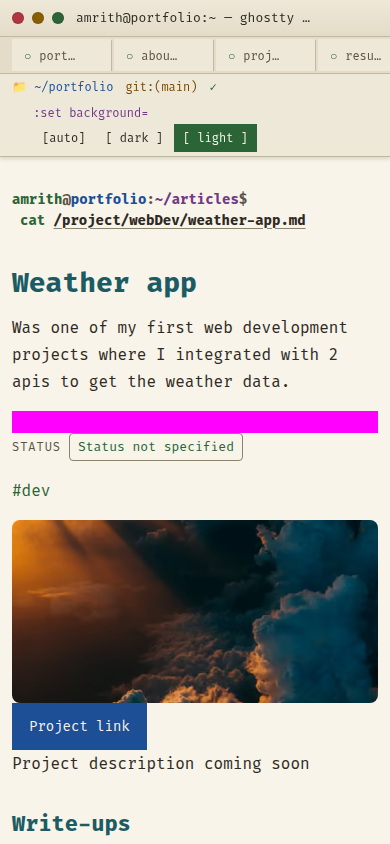 amrith@portfolio:~ — ghostty …
○ port…
○ abou…
○ proj…
○ resu…
~/portfolio git:(main) ✓
:set background=
[auto] [ dark ] [ light ]
amrith@portfolio:~/articles$
cat /project/webDev/weather-app.md
Weather app
Was one of my first web development
projects where I integrated with 2
apis to get the weather data.
STATUS Status not specified
#dev
Project link
Project description coming soon
Write-ups